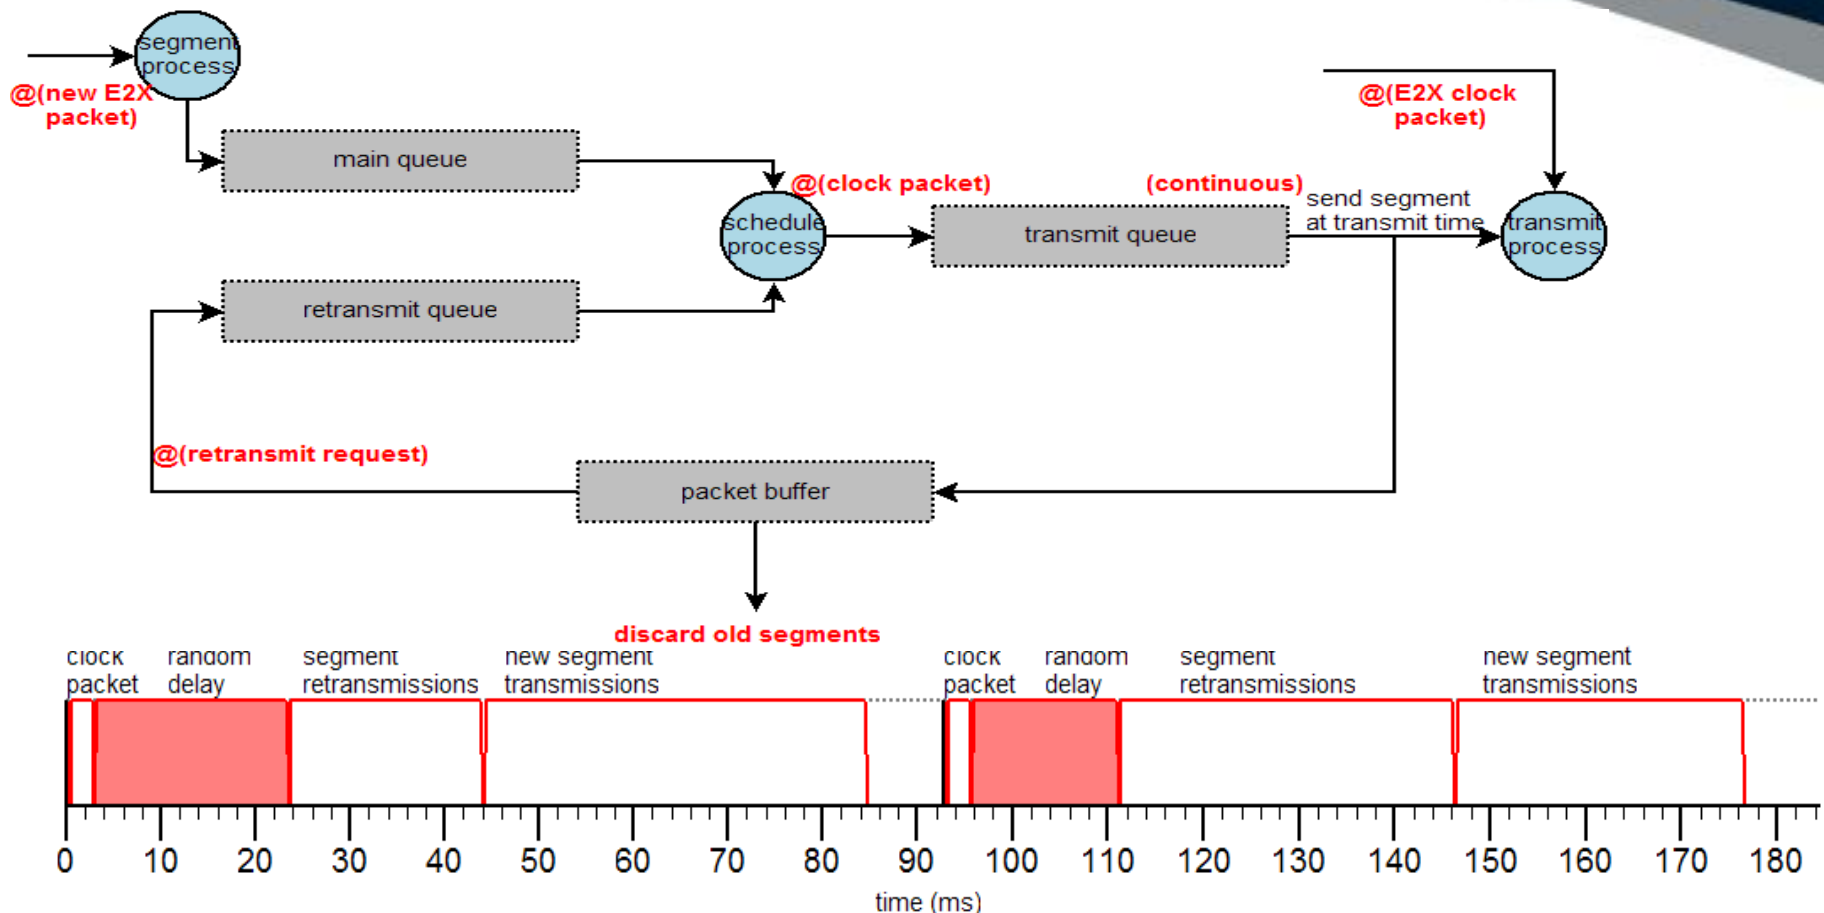 segment
process
@(new E2X
packet)
main queue
@(E2X clock
packet)
@(clock packet)
(continuous)
send segment
at transmit time
schedule
process
transmit queue
transmit
process
retransmit queue
@(retransmit request)
packet buffer
discard old segments
clock
packet
random
delay
segment
retransmissions
new segment
transmissions
clock
packet
random
delay
segment
retransmissions
new segment
transmissions
0 10 20 30 40 50 60 70 80 90 100 110 120 130 140 150 160 170 180
time (ms)